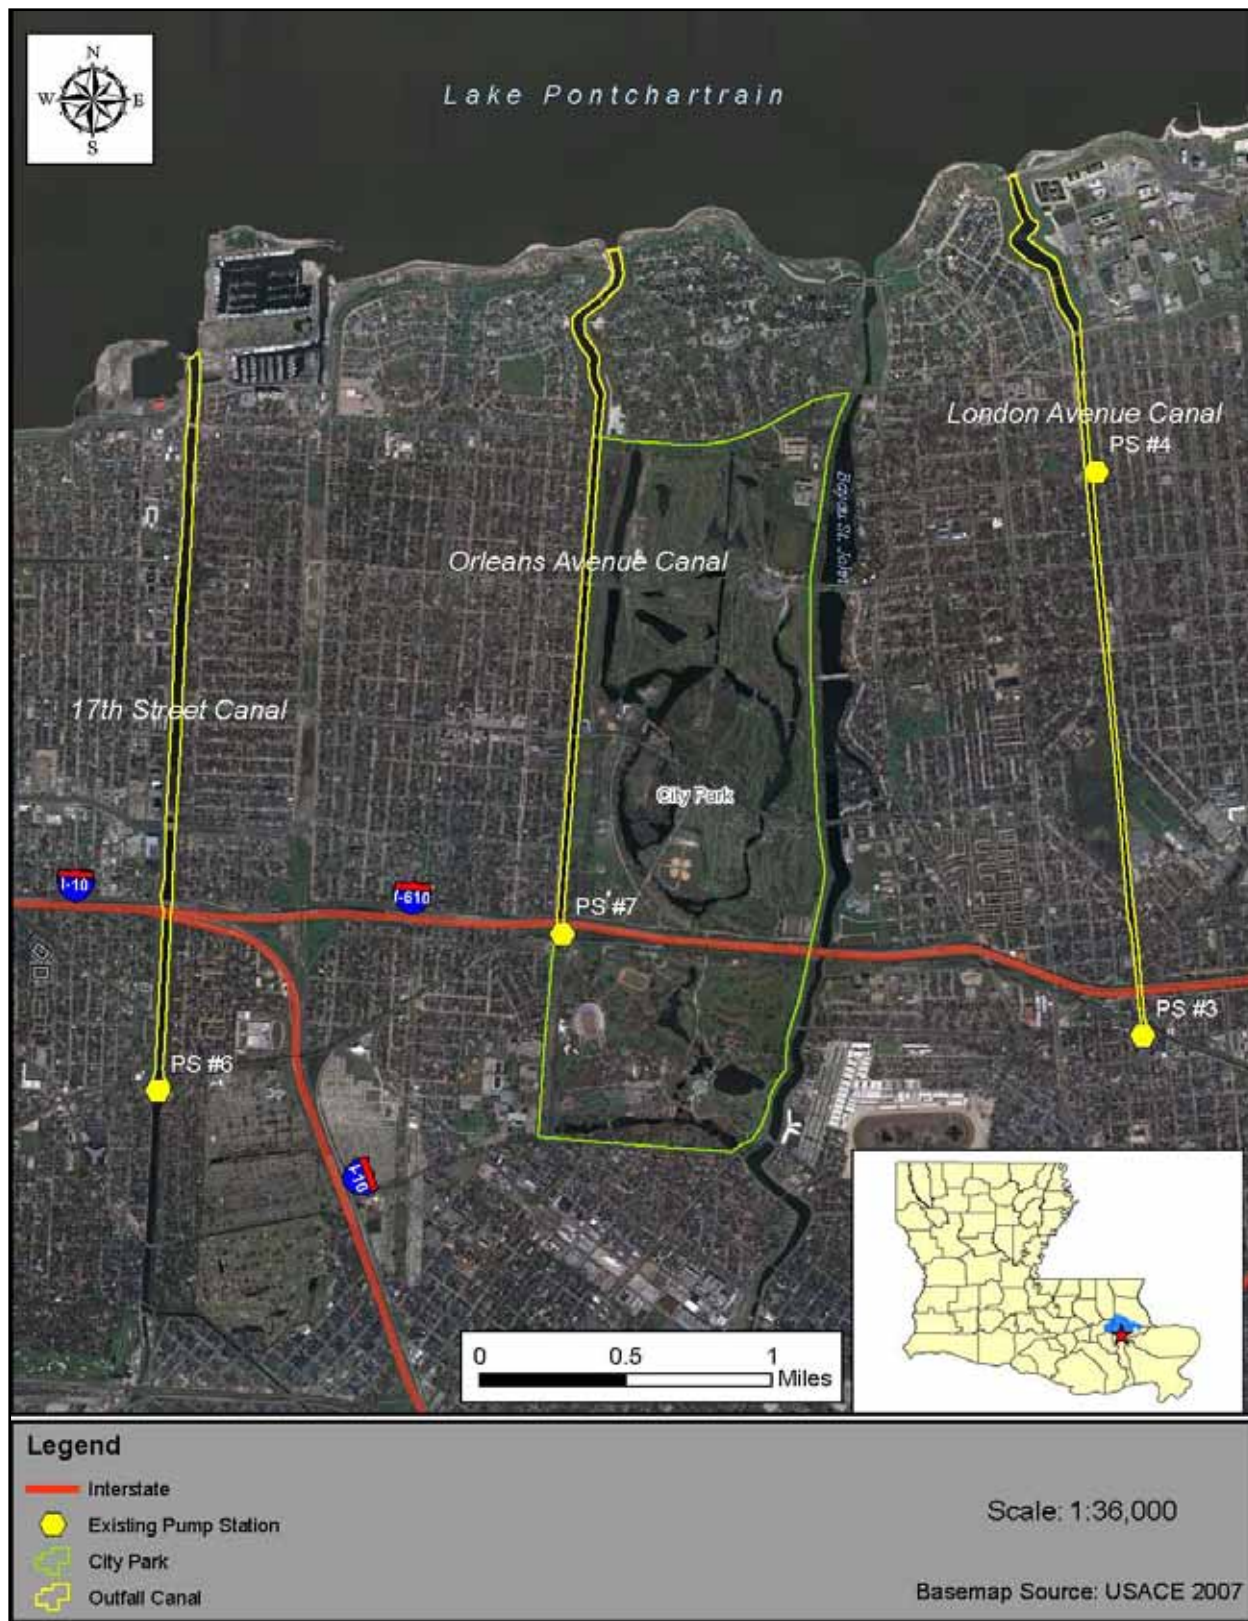 N
W E
S
Lake Pontchartrain
London Avenue Canal
PS #4
Bayou St. John
Orleans Avenue Canal
17th Street Canal
City Park
I-10
I-610
PS #7
PS #3
PS #6
I-10
0 0.5 1
Miles
Legend
Interstate
Existing Pump Station
City Park
Outfall Canal
Scale: 1:36,000
Basemap Source: USACE 2007